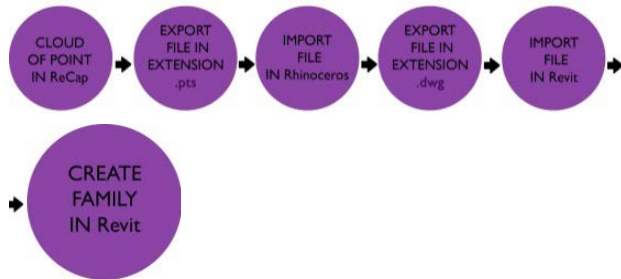 CLOUD
OF POINT
IN ReCap
EXPORT
FILE IN
EXTENSION
.pts
IMPORT
FILE
IN Rhinoceros
EXPORT
FILE IN
EXTENSION
.dwg
IMPORT
FILE
IN Revit
CREATE
FAMILY
IN Revit